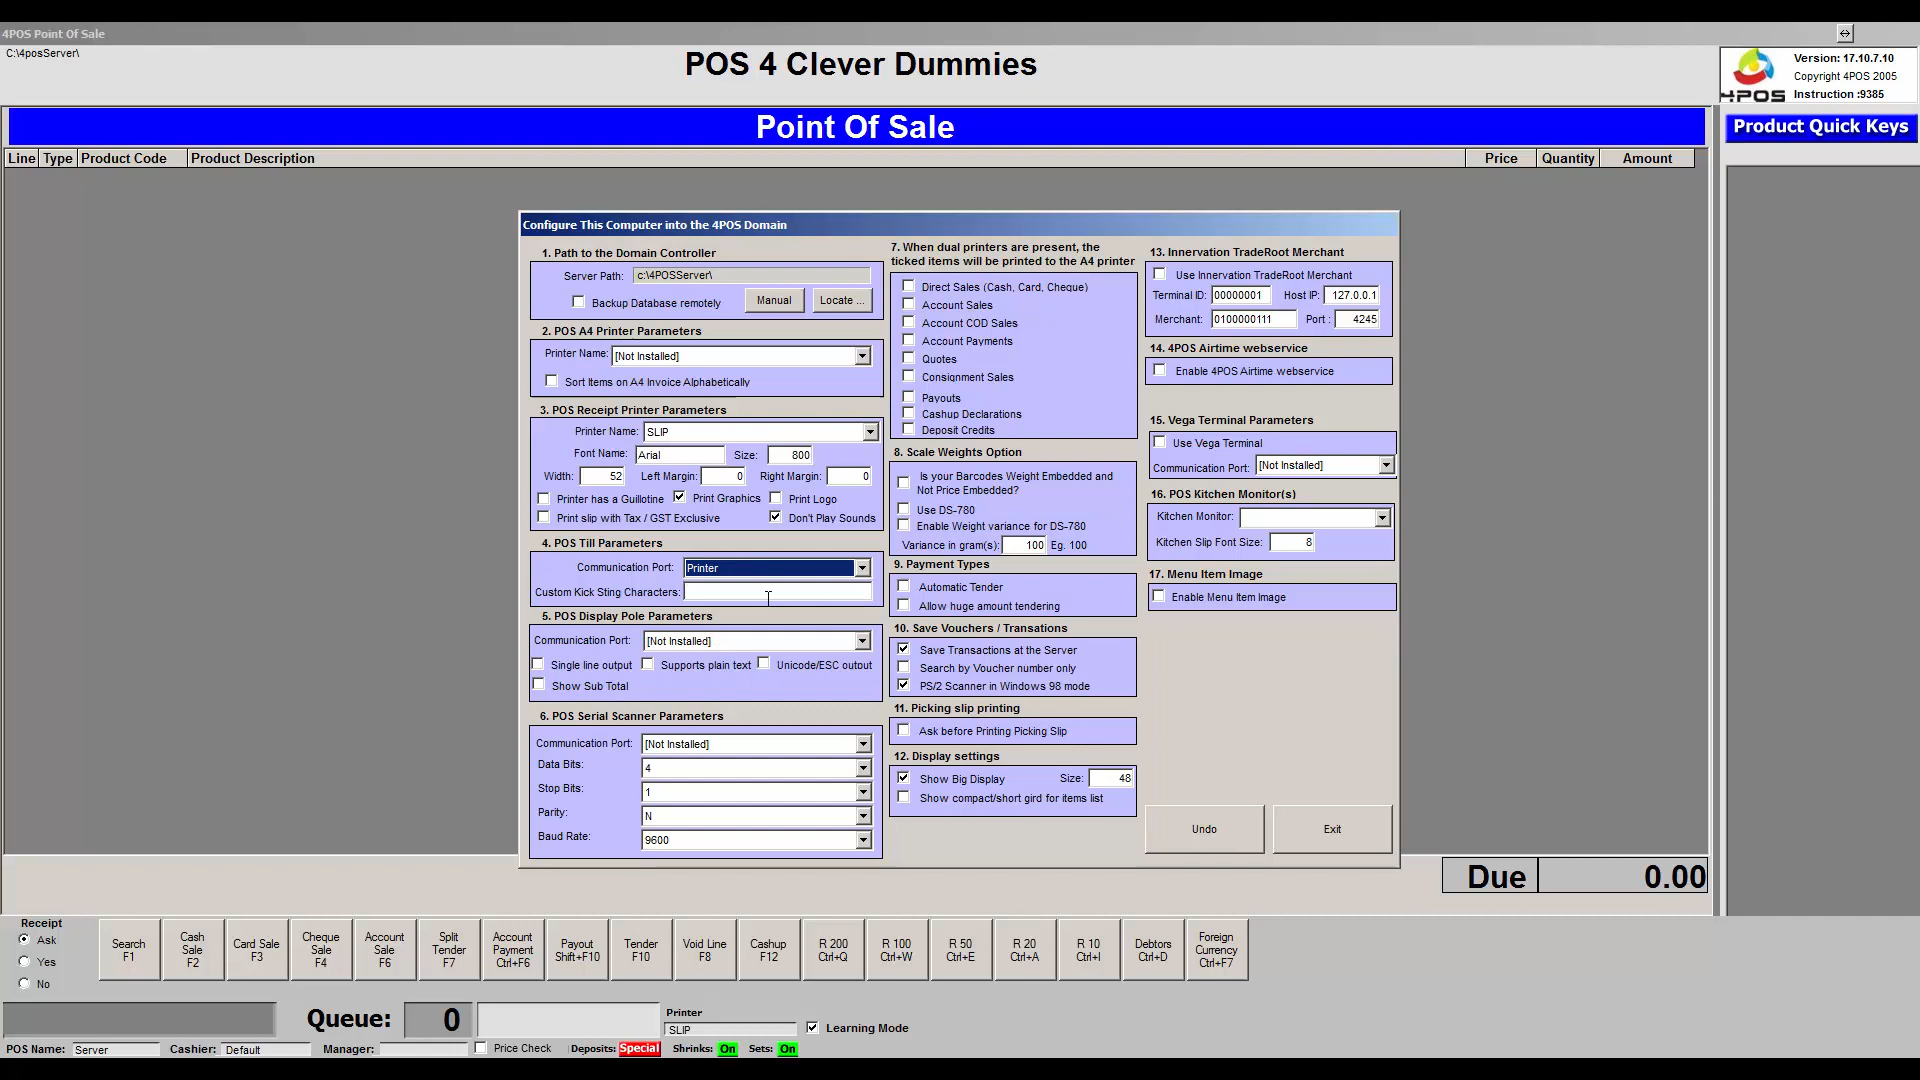 4POS Point Of Sale
C:\4posServer\
POS 4 Clever Dummies
Version: 17.10.7.10
Copyright 4POS 2005
Instruction :9385
4POS
Point Of Sale
Product Quick Keys
Line Type Product Code Product Description Price Quantity Amount
Configure This Computer into the 4POS Domain
1. Path to the Domain Controller
Server Path: c:\4POSServer\
Backup Database remotely Manual Locate ...
2. POS A4 Printer Parameters
Printer Name: [Not Installed]
Sort Items on A4 Invoice Alphabetically
3. POS Receipt Printer Parameters
Printer Name: SLIP
Font Name: Arial Size: 800
Width: 52 Left Margin: 0 Right Margin: 0
Printer has a Guillotine Print Graphics Print Logo
Print slip with Tax / GST Exclusive Don't Play Sounds
4. POS Till Parameters
Communication Port: Printer
Custom Kick Sting Characters:
5. POS Display Pole Parameters
Communication Port: [Not Installed]
Single line output Supports plain text Unicode/ESC output
Show Sub Total
6. POS Serial Scanner Parameters
Communication Port: [Not Installed]
Data Bits: 4
Stop Bits: 1
Parity: N
Baud Rate: 9600
7. When dual printers are present, the
ticked items will be printed to the A4 printer
Direct Sales (Cash, Card, Cheque)
Account Sales
Account COD Sales
Account Payments
Quotes
Consignment Sales
Payouts
Cashup Declarations
Deposit Credits
8. Scale Weights Option
Is your Barcodes Weight Embedded and
Not Price Embedded?
Use DS-780
Enable Weight variance for DS-780
Variance in gram(s): 100 Eg. 100
9. Payment Types
Automatic Tender
Allow huge amount tendering
10. Save Vouchers / Transations
Save Transactions at the Server
Search by Voucher number only
PS/2 Scanner in Windows 98 mode
11. Picking slip printing
Ask before Printing Picking Slip
12. Display settings
Show Big Display Size: 48
Show compact/short gird for items list
13. Innervation TradeRoot Merchant
Use Innervation TradeRoot Merchant
Terminal ID: 00000001 Host IP: 127.0.0.1
Merchant: 0100000111 Port : 4245
14. 4POS Airtime webservice
Enable 4POS Airtime webservice
15. Vega Terminal Parameters
Use Vega Terminal
Communication Port: [Not Installed]
16. POS Kitchen Monitor(s)
Kitchen Monitor:
Kitchen Slip Font Size: 8
17. Menu Item Image
Enable Menu Item Image
Undo Exit
Due 0.00
Receipt
Ask
Yes
No
Search
F1
Cash
Sale
F2
Card Sale
F3
Cheque
Sale
F4
Account
Sale
F6
Split
Tender
F7
Account
Payment
Ctrl+F6
Payout
Shift+F10
Tender
F10
Void Line
F8
Cashup
F12
R 200
Ctrl+Q
R 100
Ctrl+W
R 50
Ctrl+E
R 20
Ctrl+A
R 10
Ctrl+I
Debtors
Ctrl+D
Foreign
Currency
Ctrl+F7
Queue: 0
Printer
SLIP
Learning Mode
POS Name: Server Cashier: Default Manager: Price Check Deposits: Special Shrinks: On Sets: On